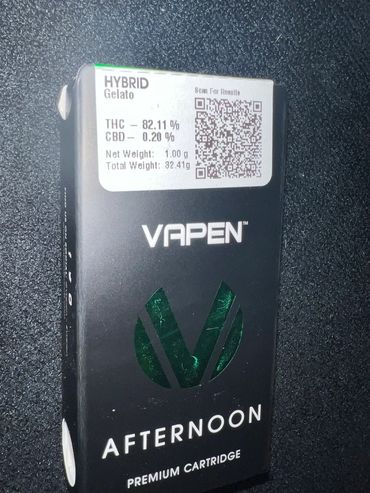 HYBRID
Gelato
Scan For Results
THC – 82.11 %
CBD – 0.20 %
Net Weight: 1.00 g
Total Weight: 32.41g
VAPEN™
AFTERNOON
PREMIUM CARTRIDGE